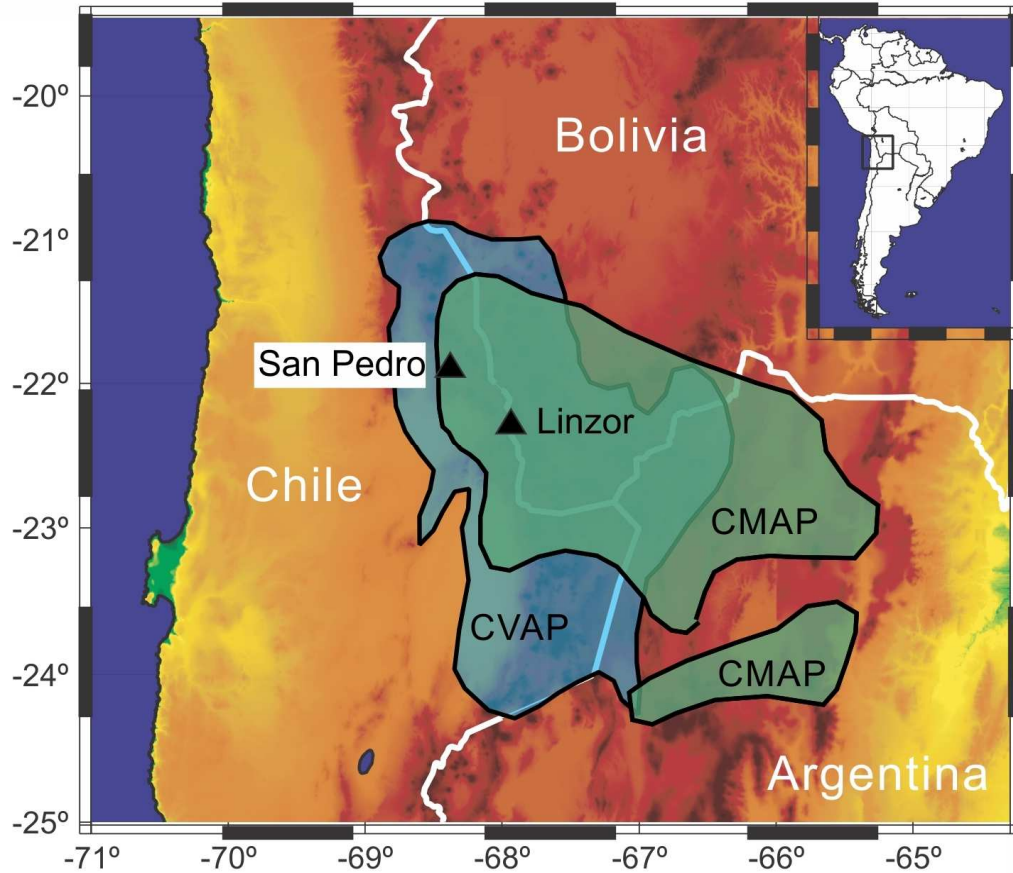 -20º
Bolivia
-21º
San Pedro
-22º
Linzor
Chile
-23º
CMAP
CVAP
-24º
CMAP
Argentina
-25º
-71º -70º -69º -68º -67º -66º -65º